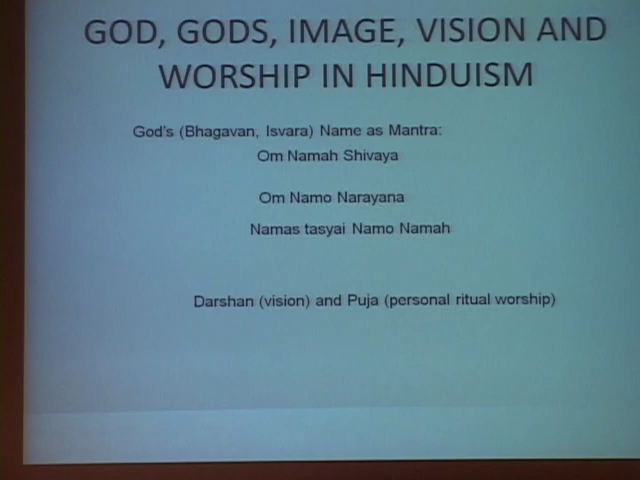 GOD, GODS, IMAGE, VISION AND
WORSHIP IN HINDUISM
God's (Bhagavan, Isvara) Name as Mantra:
Om Namah Shivaya
Om Namo Narayana
Namas tasyai Namo Namah
Darshan (vision) and Puja (personal ritual worship)